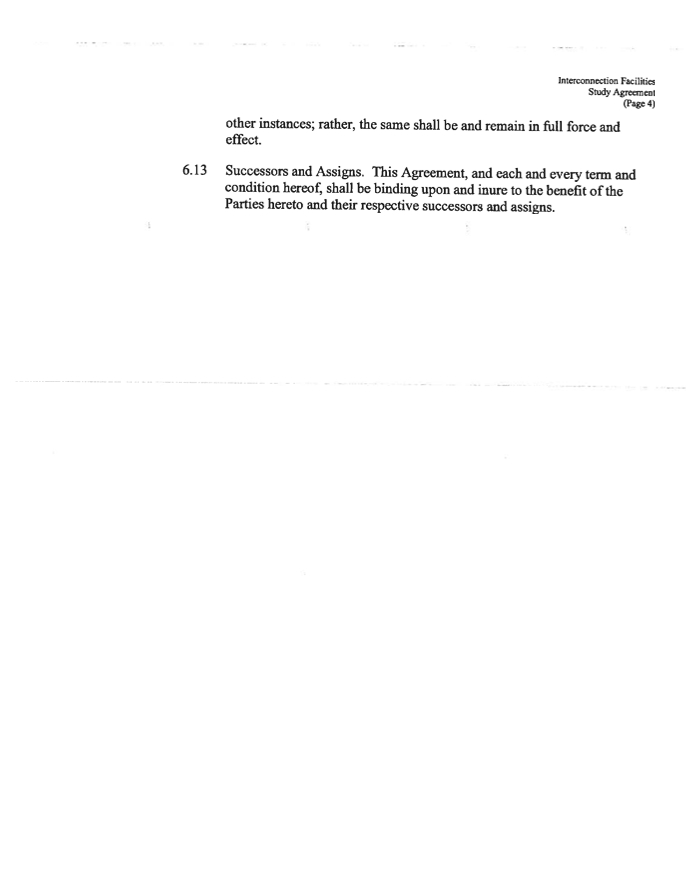 Interconnection Facilities
Study Agreement
(Page 4)
other instances; rather, the same shall be and remain in full force and
effect.
6.13 Successors and Assigns. This Agreement, and each and every term and
condition hereof, shall be binding upon and inure to the benefit of the
Parties hereto and their respective successors and assigns.